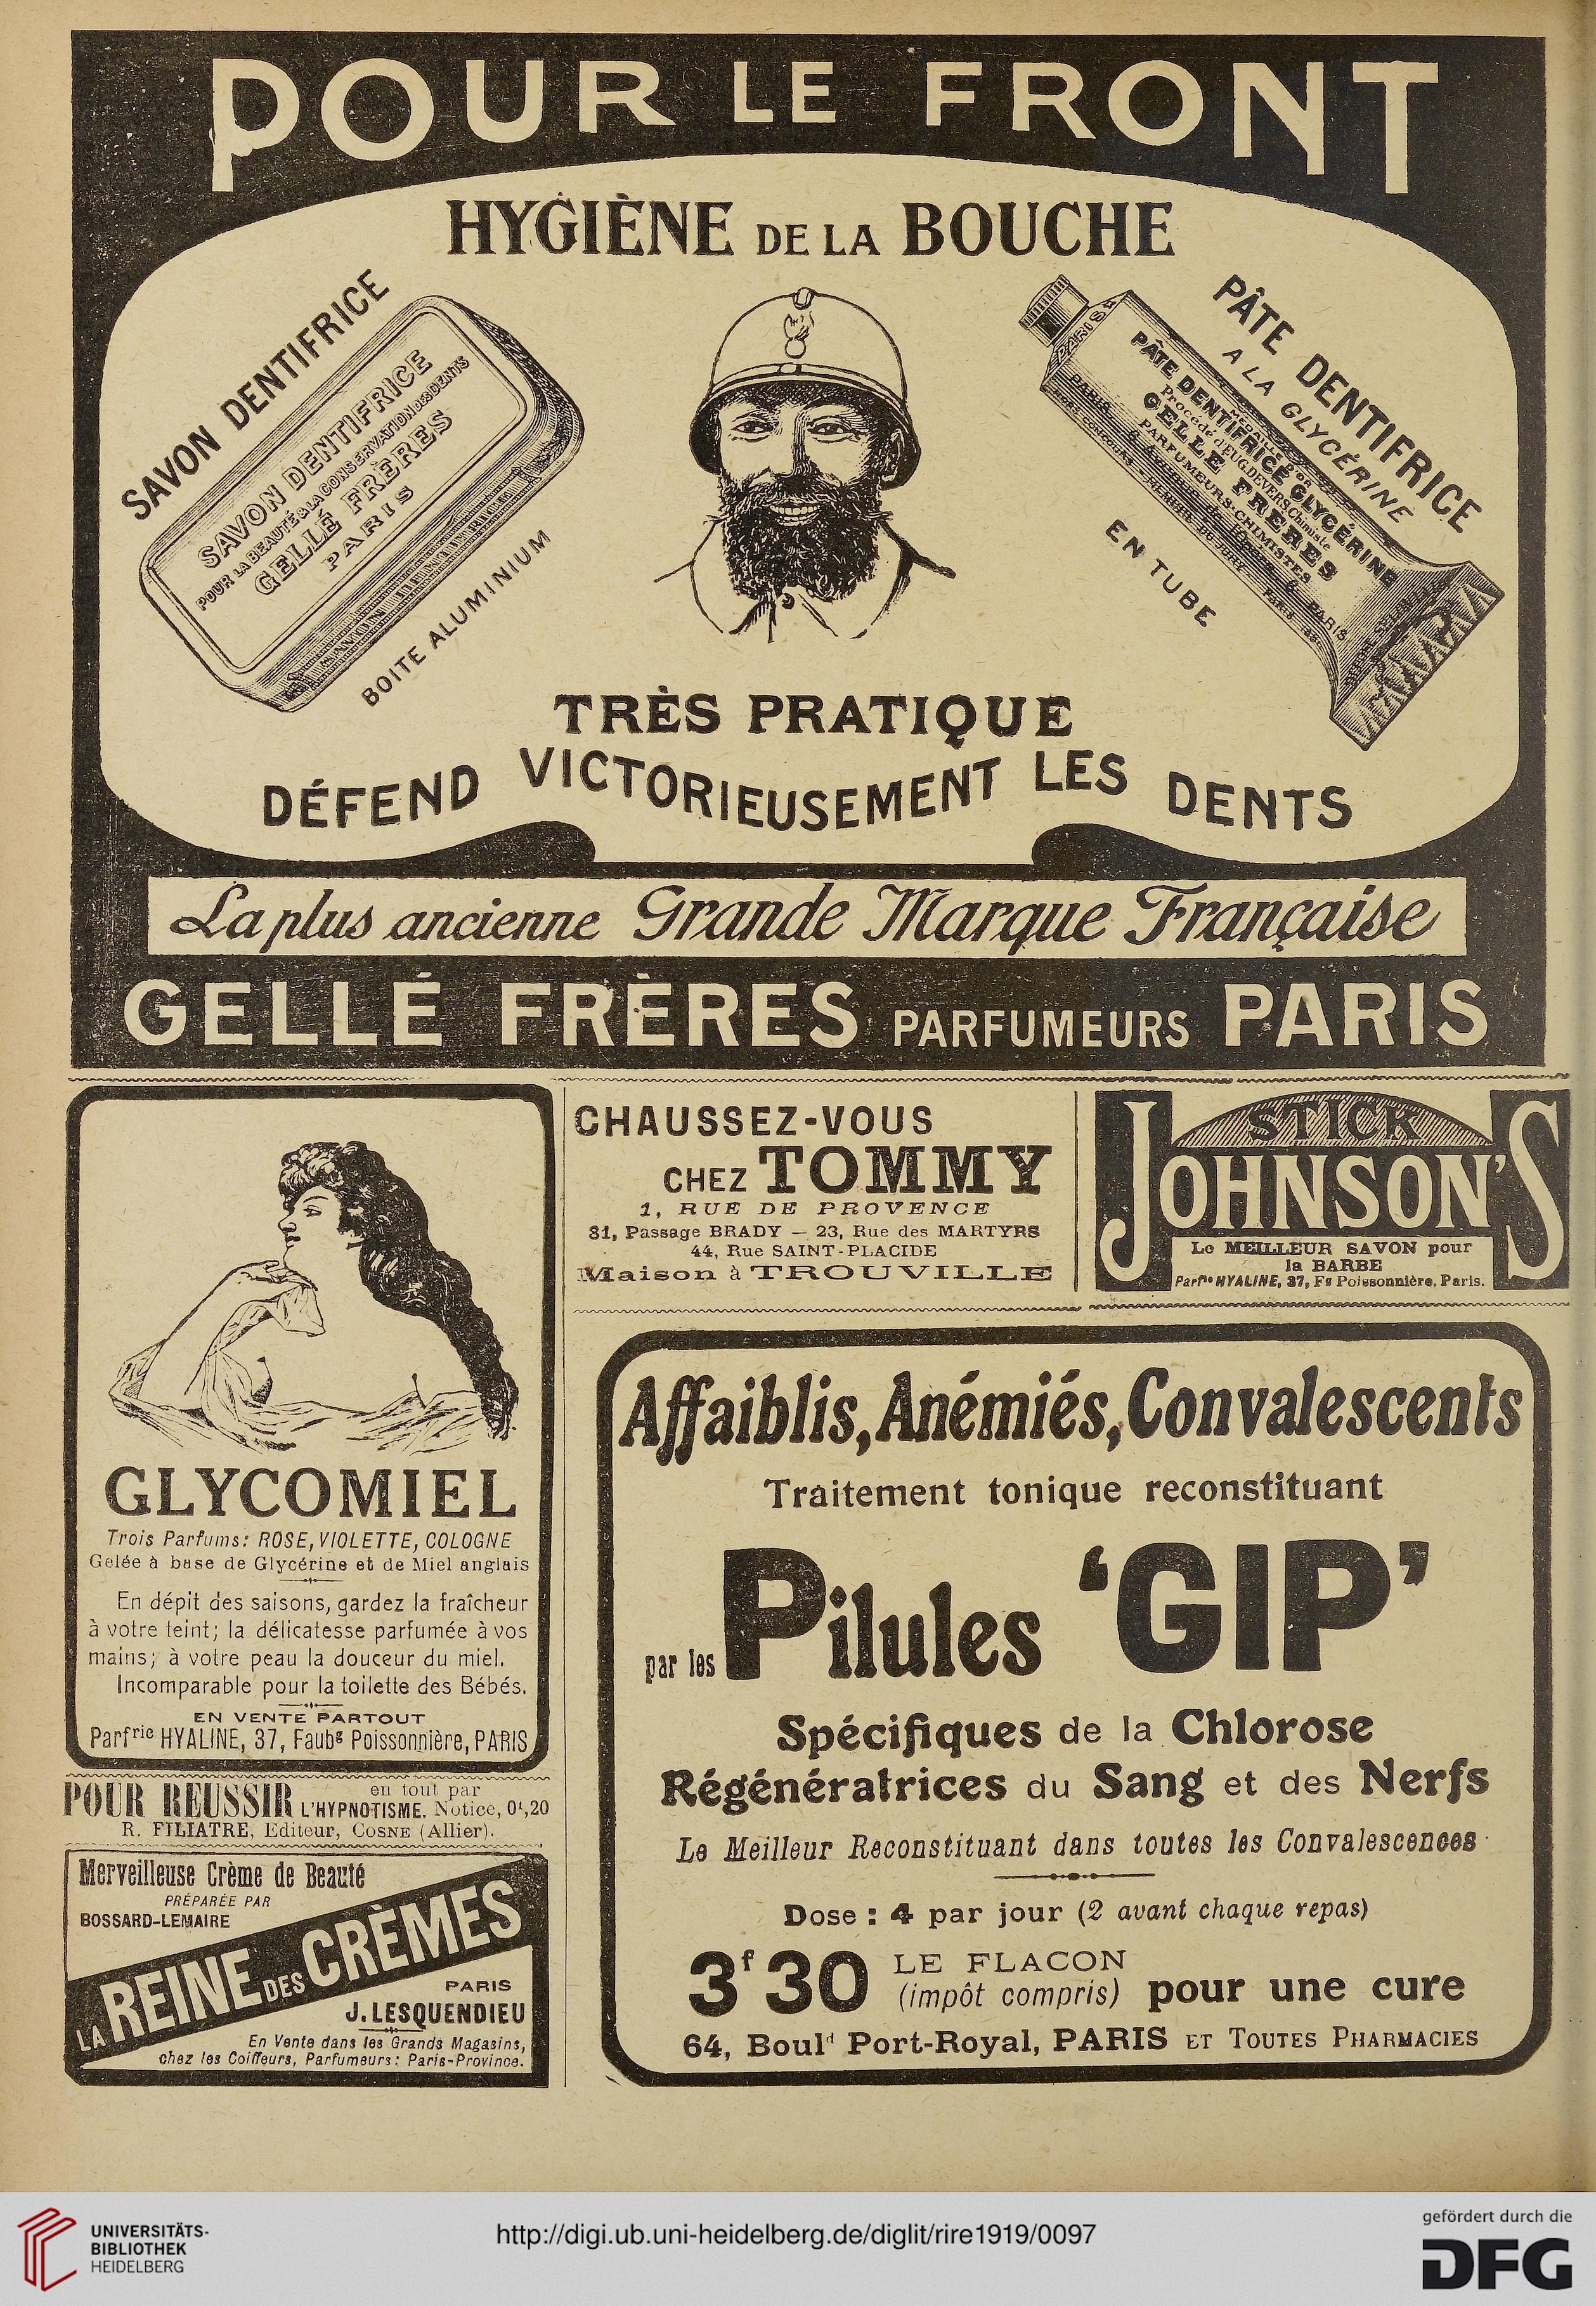 POUR LE FRONT
HYGIÈNE DE LA BOUCHE
SAVON DENTIFRICE
SAVON DENTIFRICE
POUR LA BEAUTÉ & LA CONSERVATION DES DENTS
GELLÉ FRÈRES
PARIS
BOITE ALUMINIUM
PÂTE DENTIFRICE
A LA GLYCÉRINE
PARIS
PÂTE DENTIFRICE GLYCÉRINE
Procédé d'EUG. DEVERS Chimiste
GELLÉ FRERES
PARFUMEURS-CHIMISTES
EN TUBE
TRÈS PRATIQUE
DÉFEND VICTORIEUSEMENT LES DENTS
La plus ancienne Grande Marque Française
GELLÉ FRÈRES PARFUMEURS PARIS
GLYCOMIEL
Trois Parfums: ROSE, VIOLETTE, COLOGNE
Gelée à base de Glycérine et de Miel anglais
En dépit des saisons, gardez la fraîcheur
à votre teint; la délicatesse parfumée à vos
mains; à votre peau la douceur du miel.
Incomparable pour la toilette des Bébés.
EN VENTE PARTOUT
Parfrie HYALINE, 37, Faubg Poissonnière, PARIS
POUR REUSSIR en tout par
L'HYPNOTISME. Notice, 0f,20
R. FILIATRE, Editeur, COSNE (Allier).
Merveilleuse Crème de Beauté
PRÉPARÉE PAR
BOSSARD-LEMAIRE
LA REINE DES CRÈMES
PARIS
J. LESQUENDIEU
En Vente dans les Grands Magasins,
chez les Coiffeurs, Parfumeurs: Paris-Province.
CHAUSSEZ-VOUS
CHEZ TOMMY
1, RUE DE PROVENCE
81, Passage BRADY — 23, Rue des MARTYRS
44, Rue SAINT-PLACIDE
Maison à TROUVILLE
STICK
JOHNSON'S
Le MEILLEUR SAVON pour
la BARBE
Parfie HYALINE, 37, Fg Poissonnière, Paris.
Affaiblis, Anémiés, Convalescents
Traitement tonique reconstituant
par les Pilules 'GIP'
Spécifiques de la Chlorose
Régénératrices du Sang et des Nerfs
Le Meilleur Reconstituant dans toutes les Convalescences
Dose : 4 par jour (2 avant chaque repas)
3f30 LE FLACON
(impôt compris) pour une cure
64, Bould Port-Royal, PARIS ET TOUTES PHARMACIES
UNIVERSITÄTS-
BIBLIOTHEK
HEIDELBERG
http://digi.ub.uni-heidelberg.de/diglit/rire1919/0097
gefördert durch die
DFG